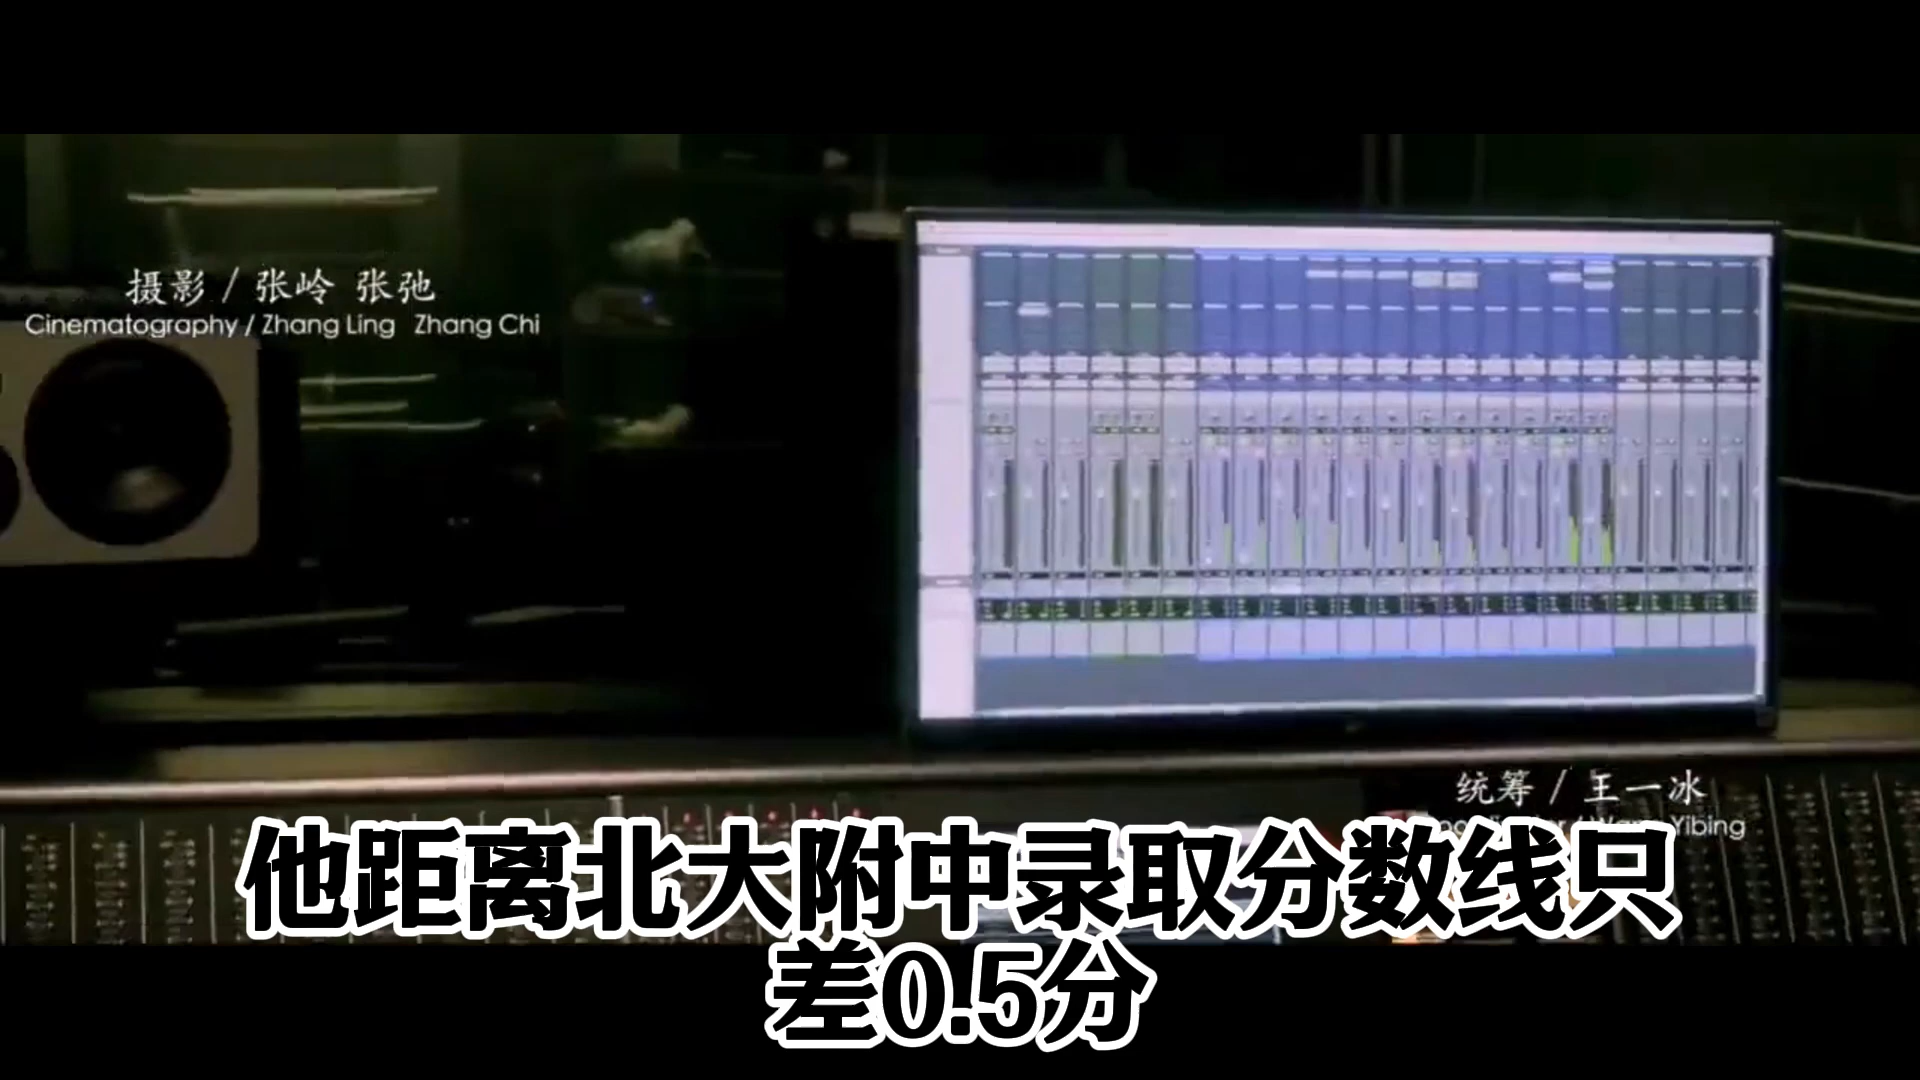 摄影 / 张岭 张弛
Cinematography / Zhang Ling Zhang Chi
统筹 / 王一冰
Yibing
他距离北大附中录取分数线只
差0.5分